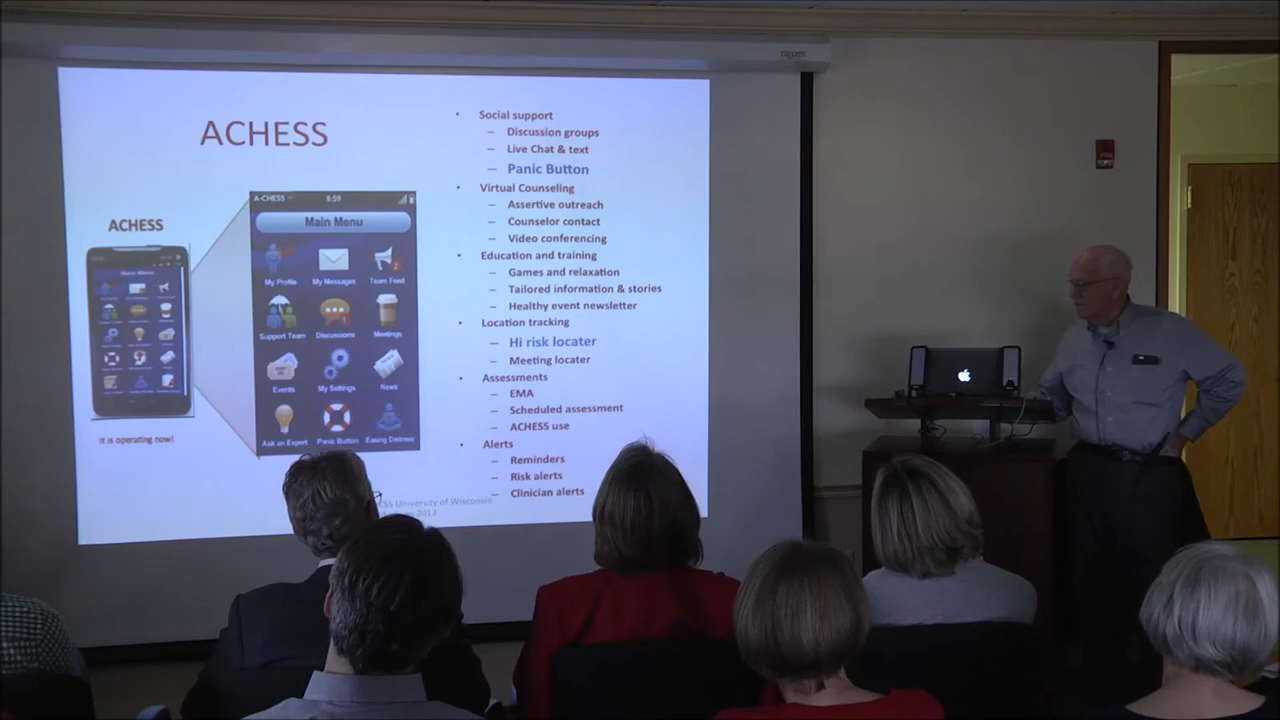 ACHESS
ACHESS
It is operating now!
A-CHESS 8:59
Main Menu
My Profile My Messages Team Feed
Support Team Discussions Meetings
Events My Settings News
Ask an Expert Panic Button Easing Distress
Main Menu
• Social support
– Discussion groups
– Live Chat & text
– Panic Button
• Virtual Counseling
– Assertive outreach
– Counselor contact
– Video conferencing
• Education and training
– Games and relaxation
– Tailored information & stories
– Healthy event newsletter
• Location tracking
– Hi risk locater
– Meeting locater
• Assessments
– EMA
– Scheduled assessment
– ACHESS use
• Alerts
– Reminders
– Risk alerts
– Clinician alerts
University of Wisconsin
2013